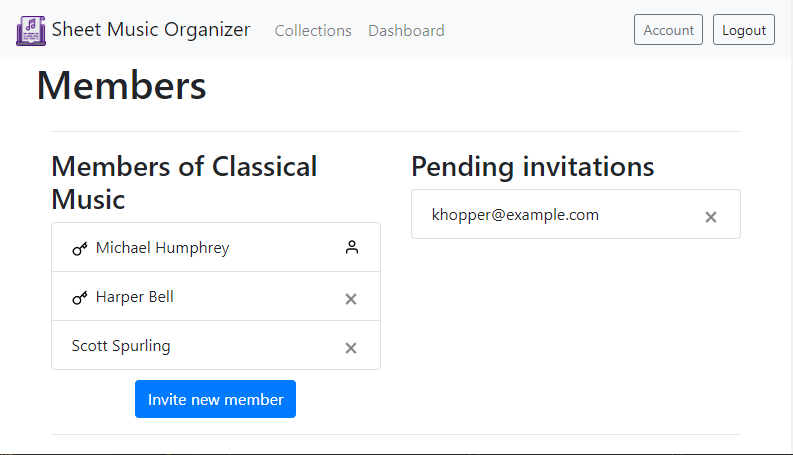 Sheet Music Organizer Collections Dashboard Account Logout
Members
Members of Classical
Music
Michael Humphrey
Harper Bell
Scott Spurling
Invite new member
Pending invitations
khopper@example.com